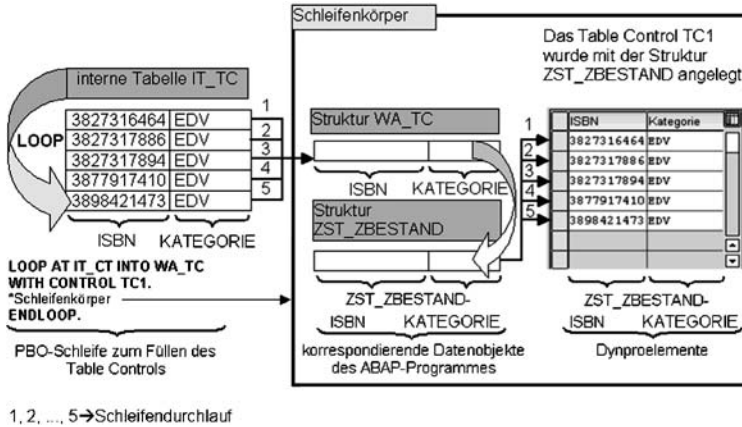 Schleifenkörper
interne Tabelle IT_TC
LOOP
3827316464 EDV
3827317886 EDV
3827317894 EDV
3877917410 EDV
3898421473 EDV
1
2
3
4
5
ISBN KATEGORIE
LOOP AT IT_CT INTO WA_TC
WITH CONTROL TC1.
*Schleifenkörper
ENDLOOP.
PBO-Schleife zum Füllen des
Table Controls
Struktur WA_TC
ISBN KATEGORIE
Struktur
ZST_ZBESTAND
ZST_ZBESTAND-
ISBN KATEGORIE
korrespondierende Datenobjekte
des ABAP-Programmes
Das Table Control TC1
wurde mit der Struktur
ZST_ZBESTAND angelegt
1
2
3
4
5
ISBN Kategorie
3827316464 EDV
3827317886 EDV
3827317894 EDV
3877917410 EDV
3898421473 EDV
ZST_ZBESTAND-
ISBN KATEGORIE
Dynproelemente
1, 2, ..., 5→Schleifendurchlauf